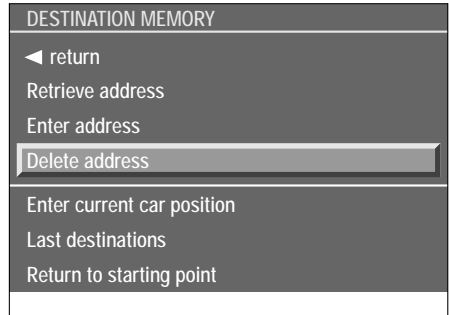 DESTINATION MEMORY
◄ return
Retrieve address
Enter address
Delete address
Enter current car position
Last destinations
Return to starting point